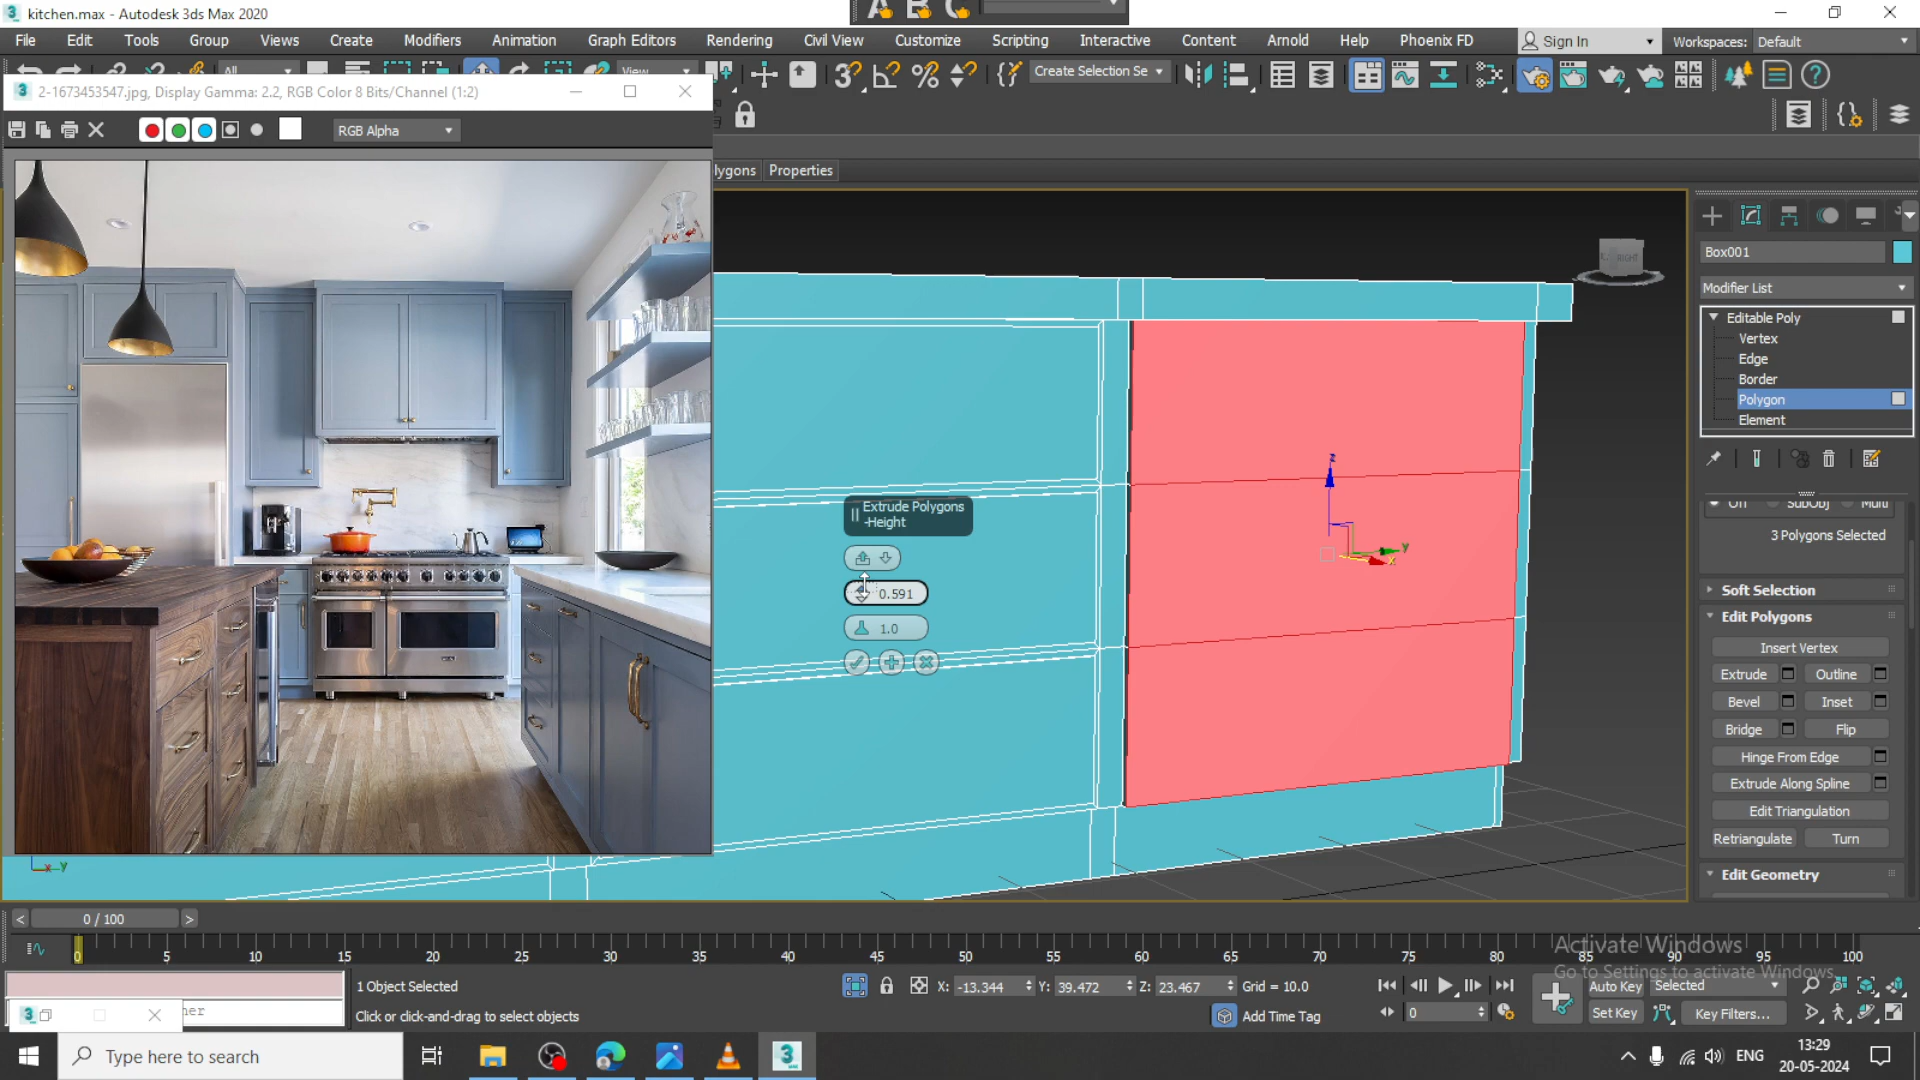 kitchen.max - Autodesk 3ds Max 2020
File Edit Tools Group Views Create Modifiers Animation Graph Editors Rendering Civil View Customize Scripting Interactive Content Arnold Help Phoenix FD
Sign In
Workspaces: Default
All
View
Create Selection Se
2-1673453547.jpg, Display Gamma: 2.2, RGB Color 8 Bits/Channel (1:2)
RGB Alpha
lygons Properties
RIGHT
Box001
Modifier List
Editable Poly
Vertex
Edge
Border
Polygon
Element
Off SubObj Multi
3 Polygons Selected
Soft Selection
Edit Polygons
Insert Vertex
Extrude Outline
Bevel Inset
Bridge Flip
Hinge From Edge
Extrude Along Spline
Edit Triangulation
Retriangulate Turn
Edit Geometry
Extrude Polygons
-Height
0.591
1.0
z
y
x
x y
< 0 / 100 >
0 5 10 15 20 25 30 35 40 45 50 55 60 65 70 75 80 85 90 95 100
Activate Windows
Go to Settings to activate Windows.
1 Object Selected
X: -13.344 Y: 39.472 Z: 23.467 Grid = 10.0
Auto Key Selected
ner
Click or click-and-drag to select objects
Add Time Tag
0
Set Key Key Filters...
Type here to search
ENG
13:29
20-05-2024